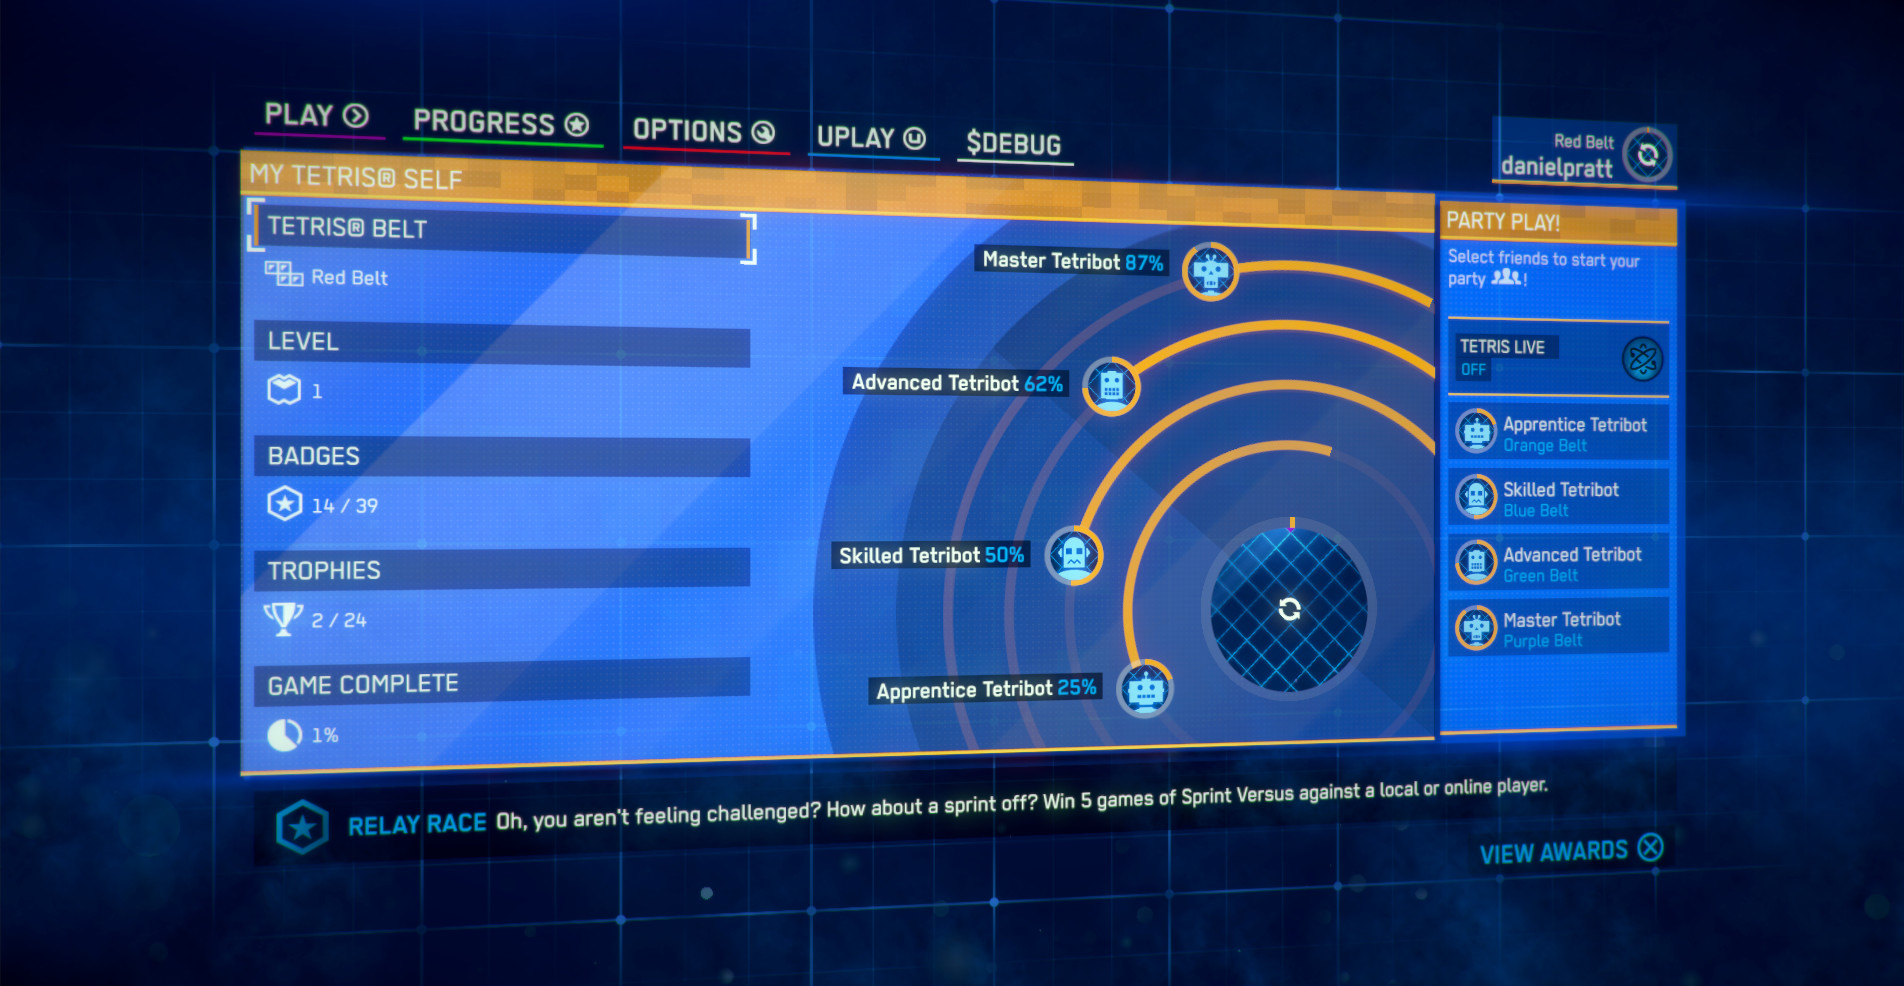 PLAY
PROGRESS
OPTIONS
UPLAY
$DEBUG
Red Belt
danielpratt
MY TETRIS® SELF
TETRIS® BELT
Red Belt
LEVEL
1
BADGES
14 / 39
TROPHIES
2 / 24
GAME COMPLETE
1%
Master Tetribot 87%
Advanced Tetribot 62%
Skilled Tetribot 50%
Apprentice Tetribot 25%
PARTY PLAY!
Select friends to start your
party !
TETRIS LIVE
OFF
Apprentice Tetribot
Orange Belt
Skilled Tetribot
Blue Belt
Advanced Tetribot
Green Belt
Master Tetribot
Purple Belt
RELAY RACE Oh, you aren't feeling challenged? How about a sprint off? Win 5 games of Sprint Versus against a local or online player.
VIEW AWARDS